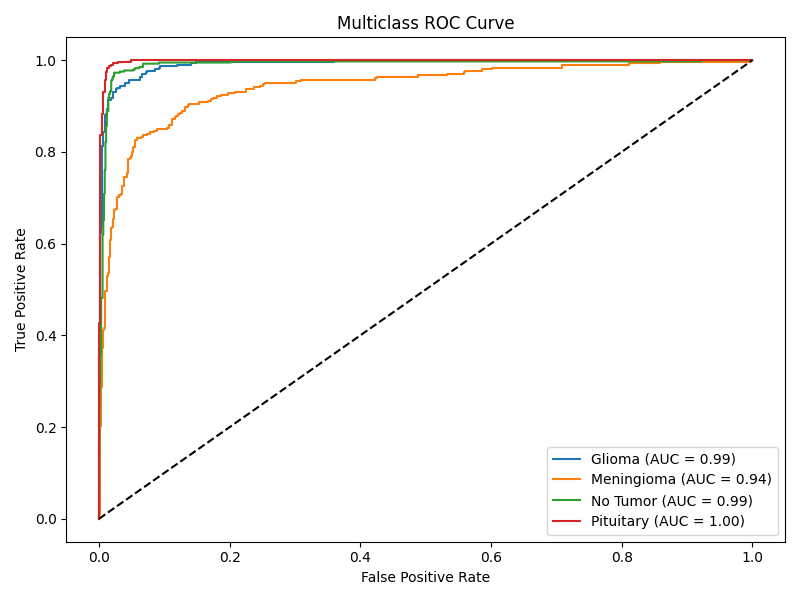 Multiclass ROC Curve
True Positive Rate
1.0
0.8
0.6
0.4
0.2
0.0
0.0 0.2 0.4 0.6 0.8 1.0
False Positive Rate
Glioma (AUC = 0.99)
Meningioma (AUC = 0.94)
No Tumor (AUC = 0.99)
Pituitary (AUC = 1.00)